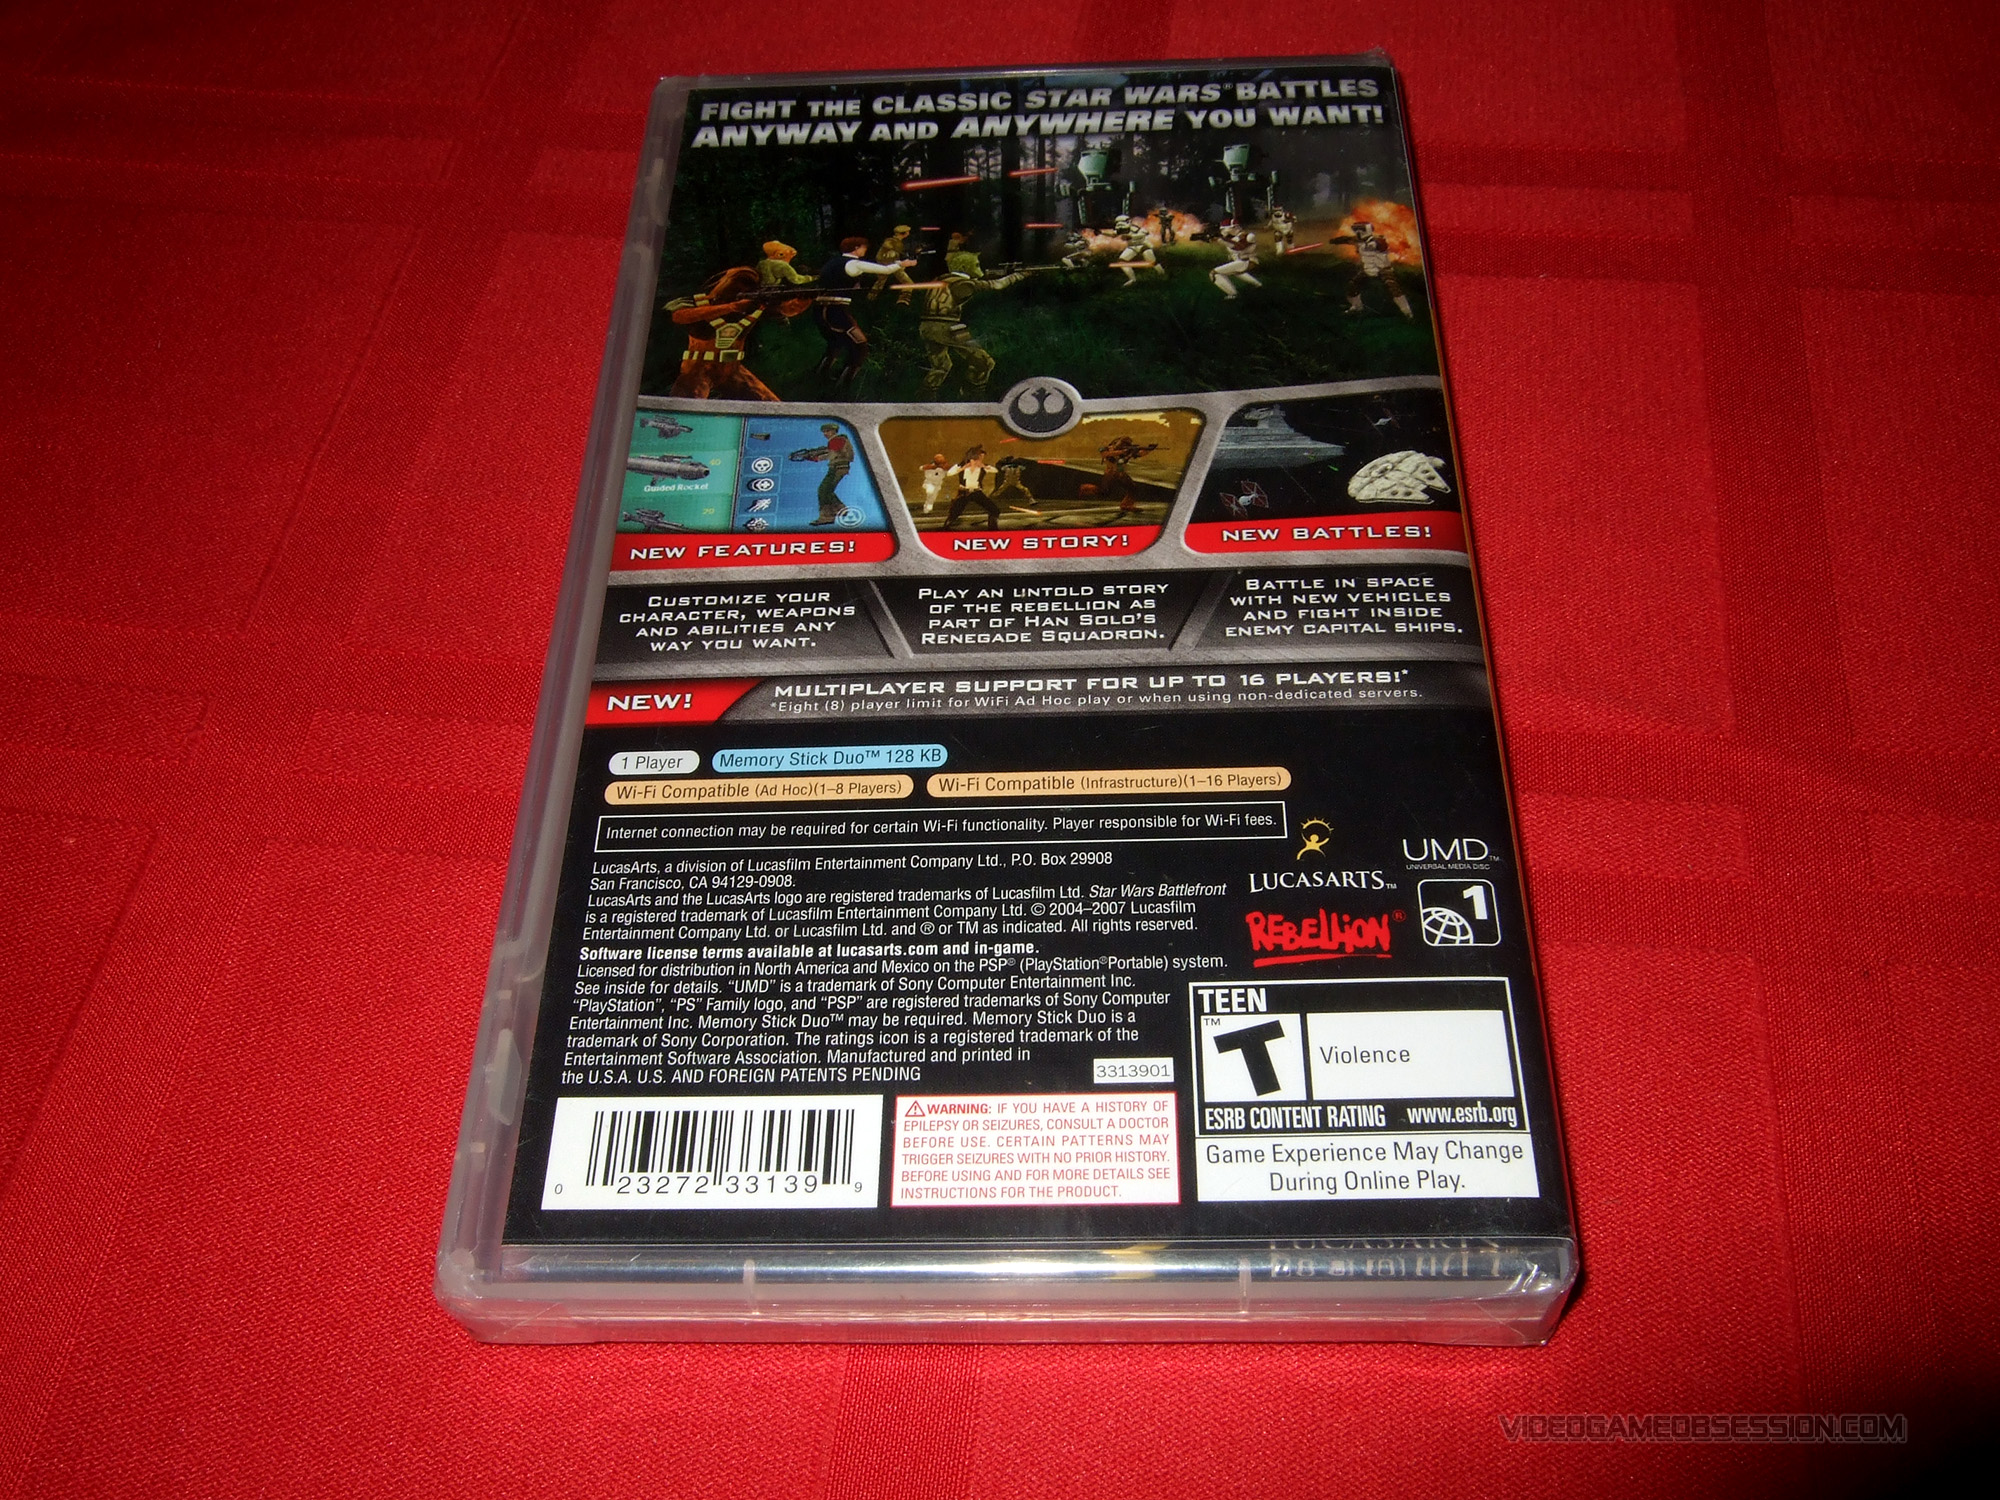 FIGHT THE CLASSIC STAR WARS® BATTLES
ANYWAY AND ANYWHERE YOU WANT!
40
Guided Rocket
20
NEW FEATURES!
NEW STORY!
NEW BATTLES!
CUSTOMIZE YOUR
CHARACTER, WEAPONS
AND ABILITIES ANY
WAY YOU WANT.
PLAY AN UNTOLD STORY
OF THE REBELLION AS
PART OF HAN SOLO'S
RENEGADE SQUADRON.
BATTLE IN SPACE
WITH NEW VEHICLES
AND FIGHT INSIDE
ENEMY CAPITAL SHIPS.
NEW!
MULTIPLAYER SUPPORT FOR UP TO 16 PLAYERS!*
*Eight (8) player limit for WiFi Ad Hoc play or when using non-dedicated servers.
1 Player
Memory Stick Duo™ 128 KB
Wi-Fi Compatible (Ad Hoc)(1–8 Players)
Wi-Fi Compatible (Infrastructure)(1–16 Players)
Internet connection may be required for certain Wi-Fi functionality. Player responsible for Wi-Fi fees.
LucasArts, a division of Lucasfilm Entertainment Company Ltd., P.O. Box 29908
San Francisco, CA 94129-0908.
LucasArts and the LucasArts logo are registered trademarks of Lucasfilm Ltd. Star Wars Battlefront
is a registered trademark of Lucasfilm Entertainment Company Ltd. © 2004–2007 Lucasfilm
Entertainment Company Ltd. or Lucasfilm Ltd. and ® or TM as indicated. All rights reserved.
Software license terms available at lucasarts.com and in-game.
Licensed for distribution in North America and Mexico on the PSP® (PlayStation®Portable) system.
See inside for details. “UMD” is a trademark of Sony Computer Entertainment Inc.
“PlayStation”, “PS” Family logo, and “PSP” are registered trademarks of Sony Computer
Entertainment Inc. Memory Stick Duo™ may be required. Memory Stick Duo is a
trademark of Sony Corporation. The ratings icon is a registered trademark of the
Entertainment Software Association. Manufactured and printed in
the U.S.A. U.S. AND FOREIGN PATENTS PENDING
3313901
LUCASARTS™
REBELLION®
UMD™
UNIVERSAL MEDIA DISC
1
TEEN
T™
Violence
ESRB CONTENT RATING www.esrb.org
Game Experience May Change
During Online Play.
0 23272 33139 9
WARNING: IF YOU HAVE A HISTORY OF
EPILEPSY OR SEIZURES, CONSULT A DOCTOR
BEFORE USE. CERTAIN PATTERNS MAY
TRIGGER SEIZURES WITH NO PRIOR HISTORY.
BEFORE USING AND FOR MORE DETAILS SEE
INSTRUCTIONS FOR THE PRODUCT.
VIDEOGAMEOBSESSION.COM